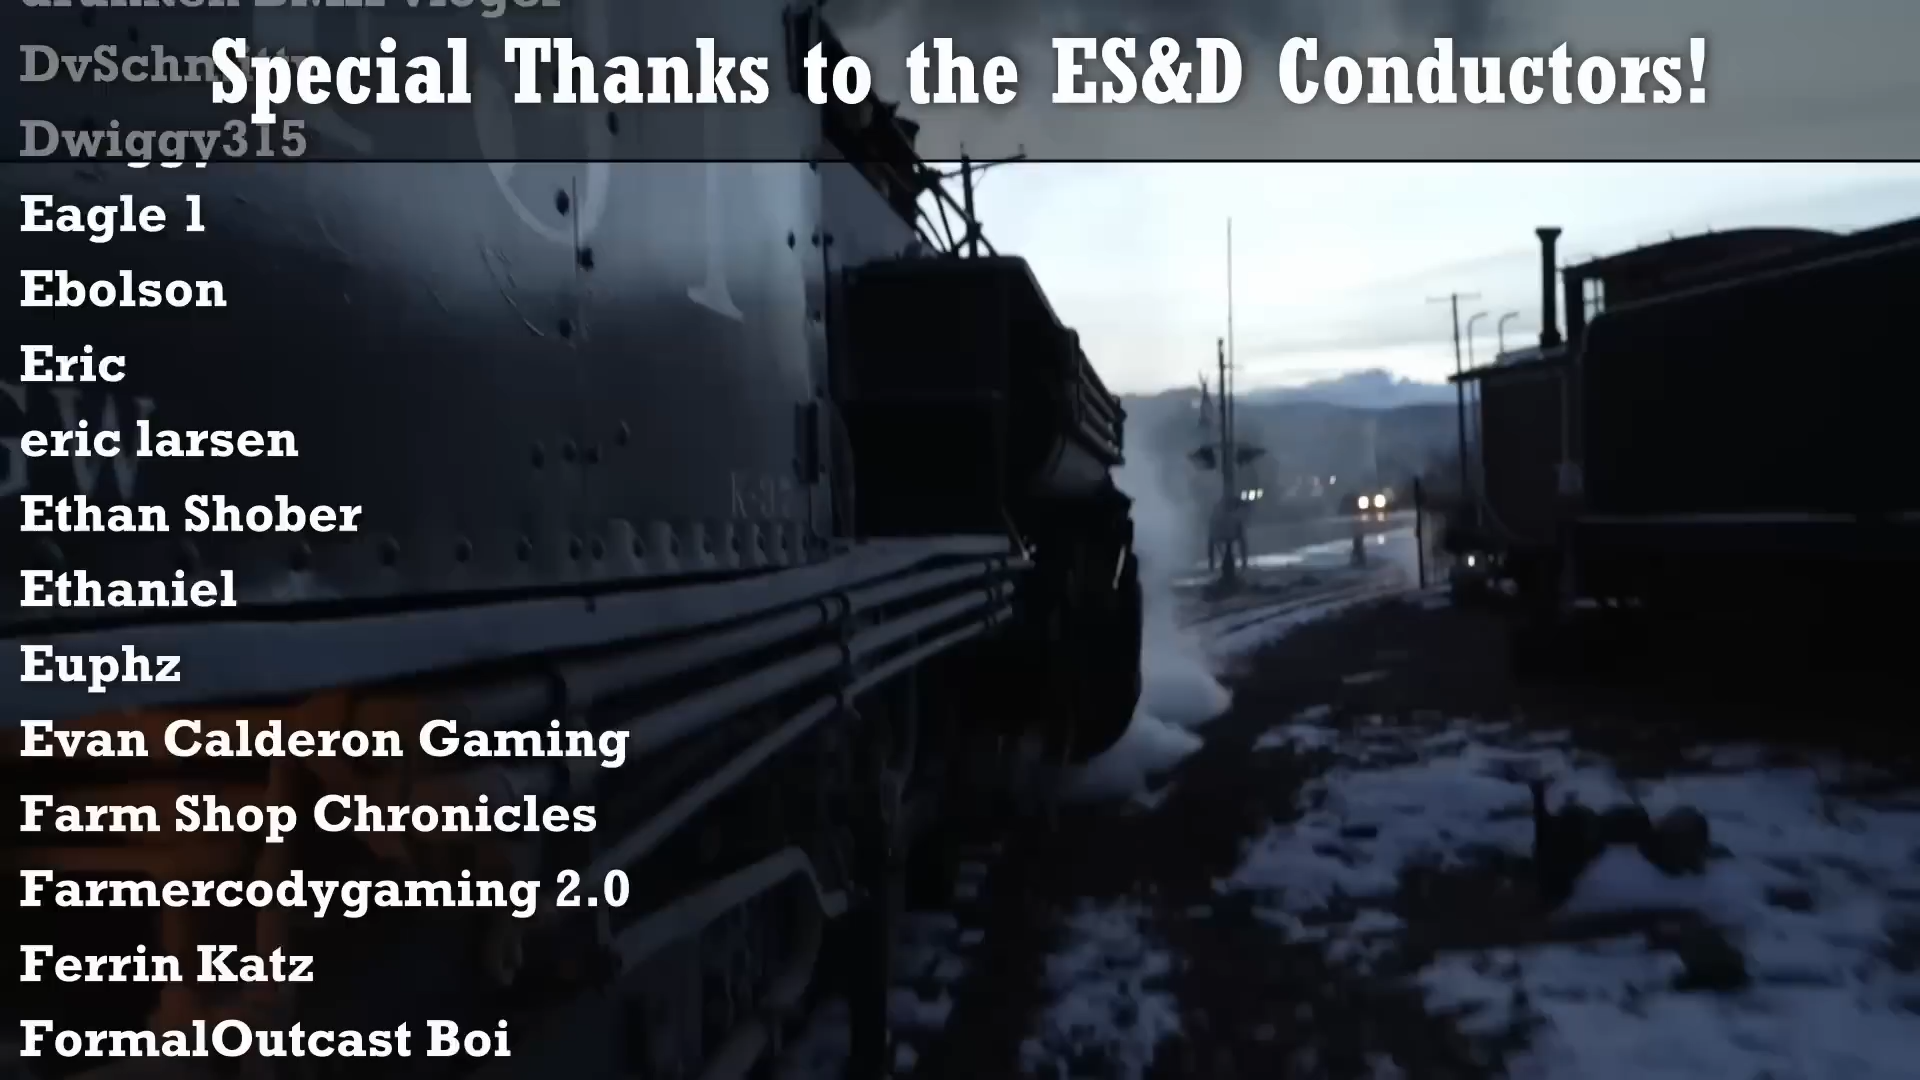 Special Thanks to the ES&D Conductors!
Dwiggy315
Eagle 1
Ebolson
Eric
eric larsen
Ethan Shober
Ethaniel
Euphz
Evan Calderon Gaming
Farm Shop Chronicles
Farmercodygaming 2.0
Ferrin Katz
FormalOutcast Boi